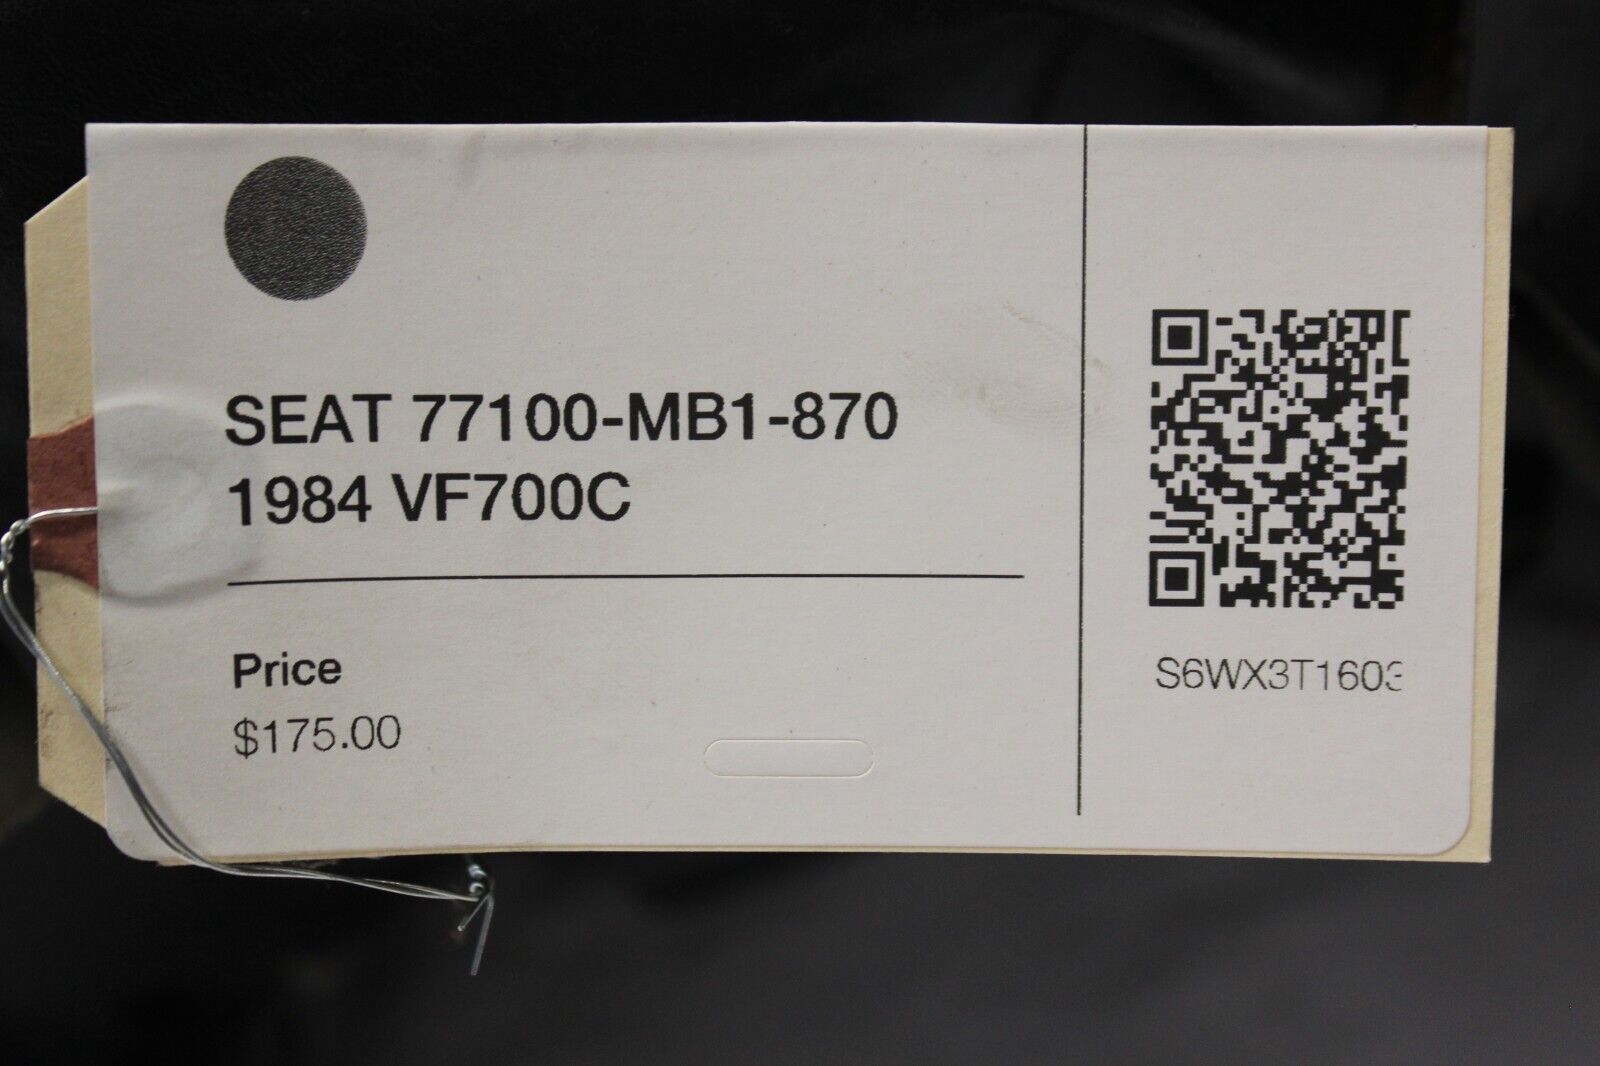 SEAT 77100-MB1-870
1984 VF700C
Price
$175.00
S6WX3T1603